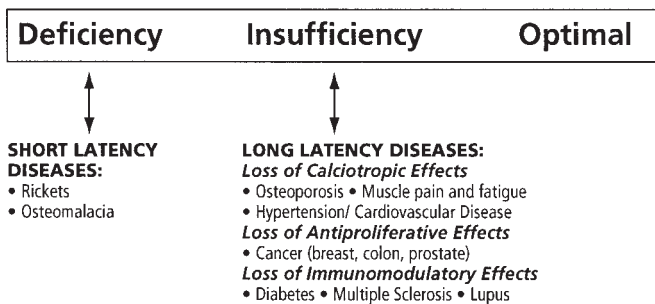 Deficiency Insufficiency Optimal
SHORT LATENCY
DISEASES:
• Rickets
• Osteomalacia
LONG LATENCY DISEASES:
Loss of Calciotropic Effects
• Osteoporosis • Muscle pain and fatigue
• Hypertension/ Cardiovascular Disease
Loss of Antiproliferative Effects
• Cancer (breast, colon, prostate)
Loss of Immunomodulatory Effects
• Diabetes • Multiple Sclerosis • Lupus